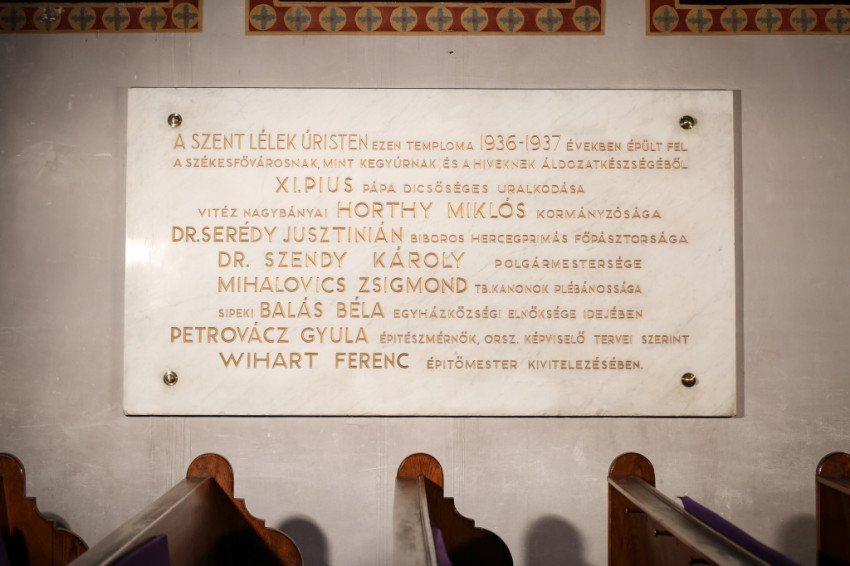 A SZENT LÉLEK ÚRISTEN EZEN TEMPLOMA 1936-1937 ÉVEKBEN ÉPÜLT FEL
A SZÉKESFŐVÁROSNAK, MINT KEGYÚRNAK ÉS A HIVEKNEK ÁLDOZATKÉSZSÉGÉBŐL
XI. PIUS PÁPA DICSŐSÉGES URALKODÁSA
VITÉZ NAGYBÁNYAI HORTHY MIKLÓS KORMÁNYZÓSÁGA
DR. SERÉDY JUSZTINIÁN BIBOROS HERCEGPRIMÁS FŐPÁSZTORSÁGA
DR. SZENDY KÁROLY POLGÁRMESTERSÉGE
MIHALOVICS ZSIGMOND TB. KANONOK PLÉBÁNOSSÁGA
SIPEKI BALÁS BÉLA EGYHÁZKÖZSÉGI ELNÖKSÉGE IDEJÉBEN
PETROVÁCZ GYULA ÉPITÉSZMÉRNÖK, ORSZ. KÉPVISELŐ TERVEI SZERINT
WIHART FERENC ÉPITŐMESTER KIVITELEZÉSÉBEN.